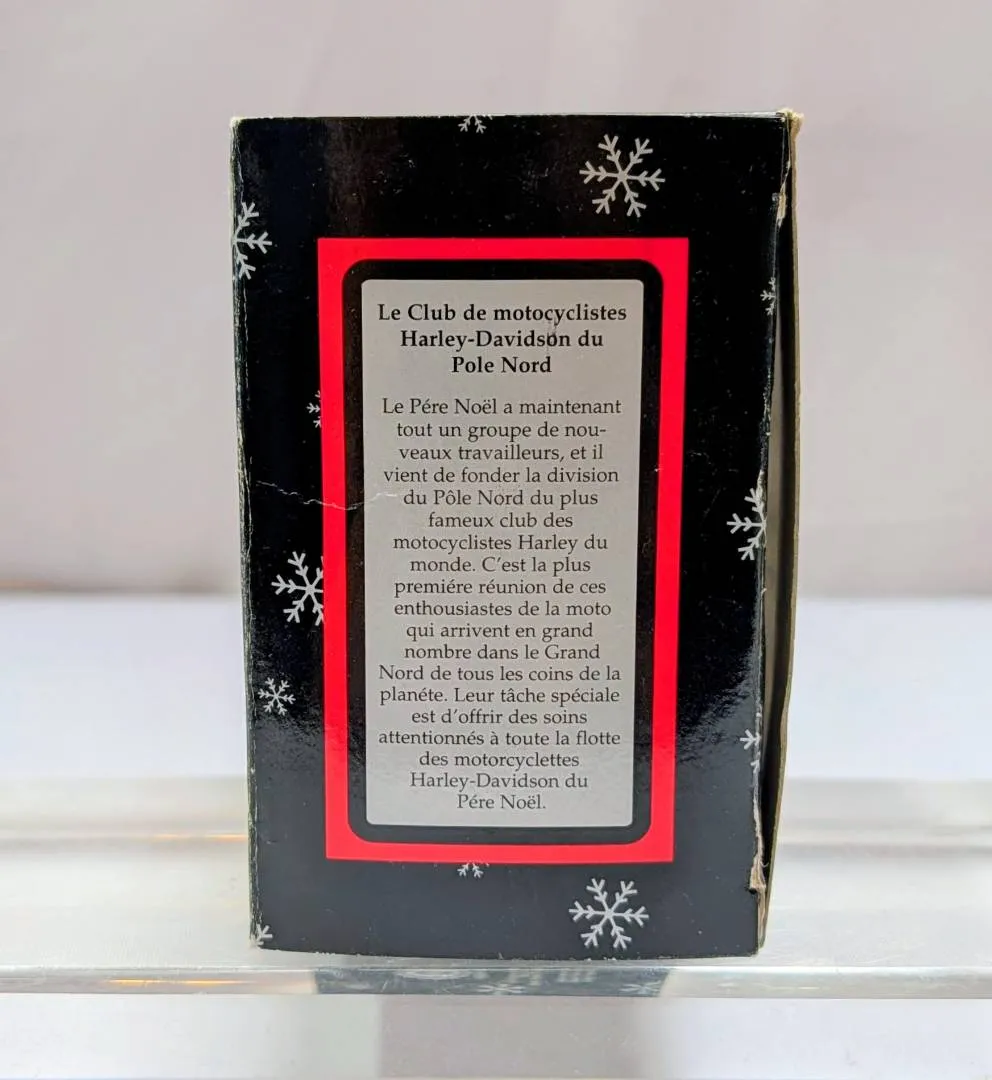 Le Club de motocyclistes
Harley-Davidson du
Pole Nord
Le Pére Noël a maintenant
tout un groupe de nou-
veaux travailleurs, et il
vient de fonder la division
du Pôle Nord du plus
fameux club des
motocyclistes Harley du
monde. C'est la plus
premiére réunion de ces
enthousiastes de la moto
qui arrivent en grand
nombre dans le Grand
Nord de tous les coins de la
planéte. Leur tâche spéciale
est d'offrir des soins
attentionnés à toute la flotte
des motorcyclettes
Harley-Davidson du
Pére Noël.